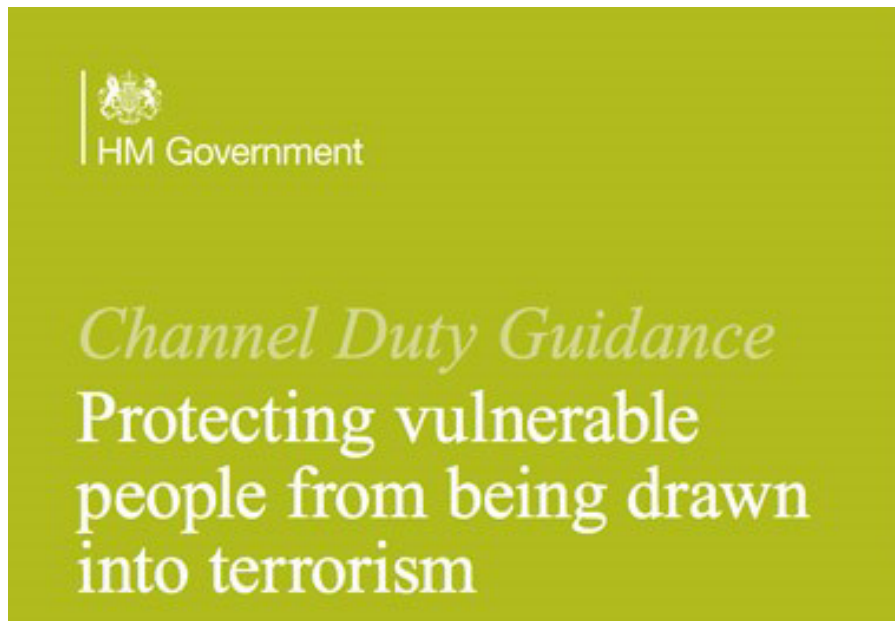 HM Government
Channel Duty Guidance
Protecting vulnerable
people from being drawn
into terrorism